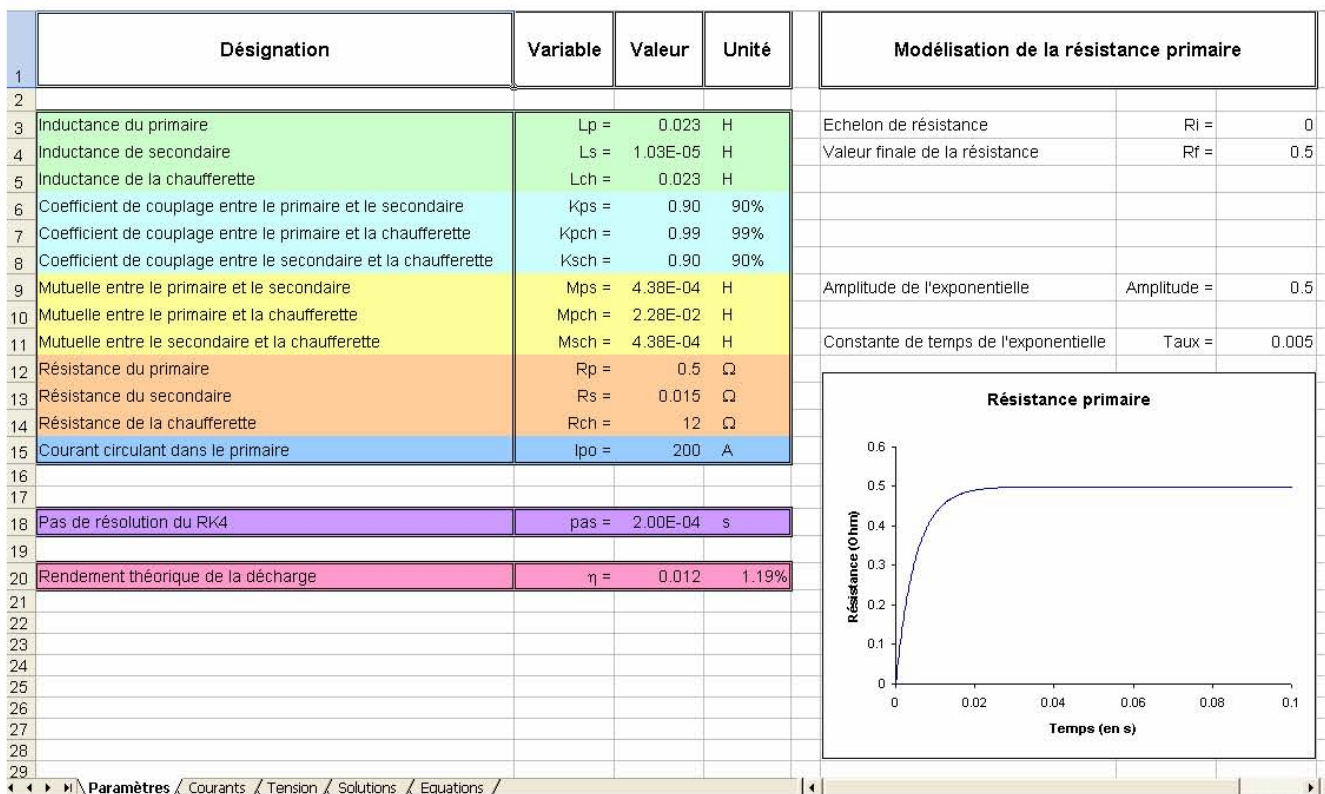 Désignation Variable Valeur Unité Modélisation de la résistance primaire
1
2
3 Inductance du primaire Lp = 0.023 H Echelon de résistance Ri = 0
4 Inductance de secondaire Ls = 1.03E-05 H Valeur finale de la résistance Rf = 0.5
5 Inductance de la chaufferette Lch = 0.023 H
6 Coefficient de couplage entre le primaire et le secondaire Kps = 0.90 90%
7 Coefficient de couplage entre le primaire et la chaufferette Kpch = 0.99 99%
8 Coefficient de couplage entre le secondaire et la chaufferette Ksch = 0.90 90%
9 Mutuelle entre le primaire et le secondaire Mps = 4.38E-04 H Amplitude de l'exponentielle Amplitude = 0.5
10 Mutuelle entre le primaire et la chaufferette Mpch = 2.28E-02 H
11 Mutuelle entre le secondaire et la chaufferette Msch = 4.38E-04 H Constante de temps de l'exponentielle Taux = 0.005
12 Résistance du primaire Rp = 0.5 Ω
13 Résistance du secondaire Rs = 0.015 Ω
14 Résistance de la chaufferette Rch = 12 Ω
15 Courant circulant dans le primaire Ipo = 200 A
16
17
18 Pas de résolution du RK4 pas = 2.00E-04 s
19
20 Rendement théorique de la décharge η = 0.012 1.19%
21
22
23
24
25
26
27
28
29
Résistance primaire
Résistance (Ohm)
0.6
0.5
0.4
0.3
0.2
0.1
0
0 0.02 0.04 0.06 0.08 0.1
Temps (en s)
Paramètres / Courants / Tension / Solutions / Equations /